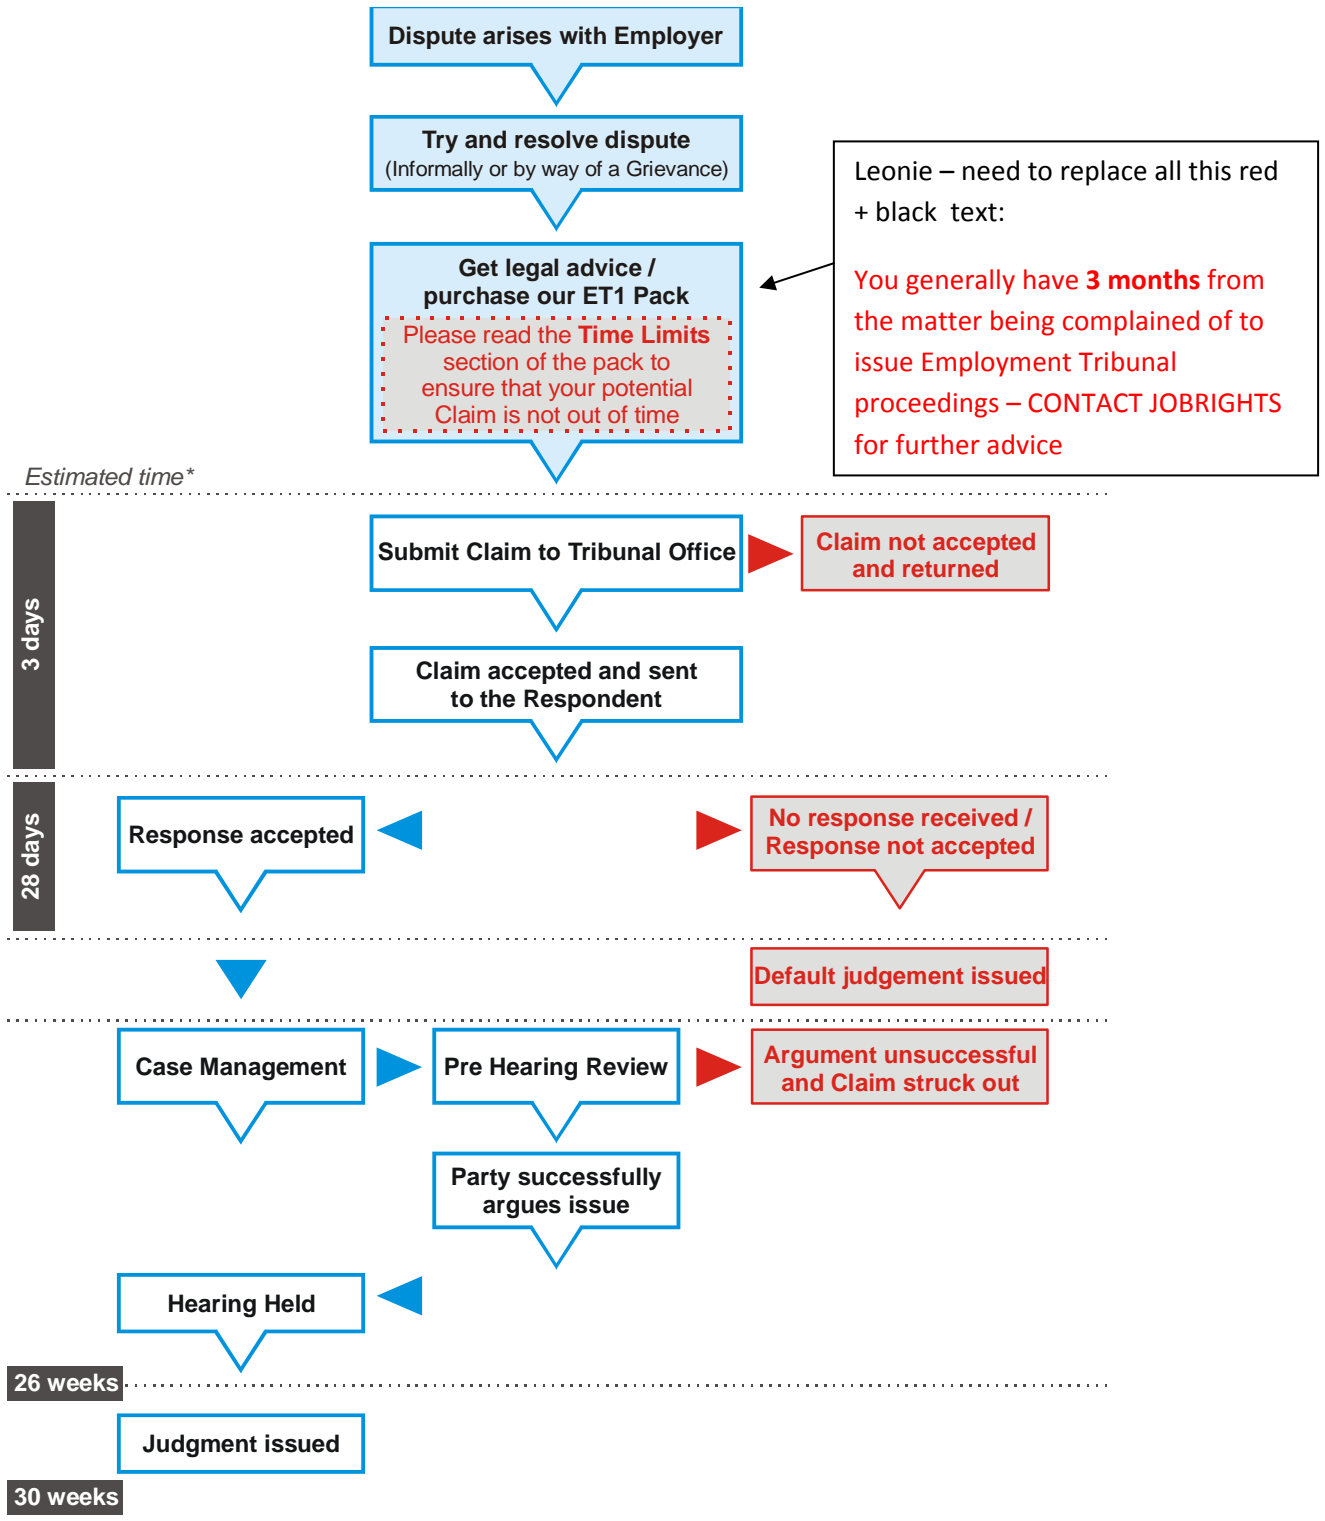 Dispute arises with Employer
Try and resolve dispute
(Informally or by way of a Grievance)
Get legal advice /
purchase our ET1 Pack
Please read the Time Limits
section of the pack to
ensure that your potential
Claim is not out of time
Leonie – need to replace all this red
+ black text:
You generally have 3 months from
the matter being complained of to
issue Employment Tribunal
proceedings – CONTACT JOBRIGHTS
for further advice
Estimated time*
3 days
Submit Claim to Tribunal Office
Claim not accepted
and returned
Claim accepted and sent
to the Respondent
28 days
Response accepted
No response received /
Response not accepted
Default judgement issued
Case Management
Pre Hearing Review
Argument unsuccessful
and Claim struck out
Party successfully
argues issue
Hearing Held
26 weeks
Judgment issued
30 weeks